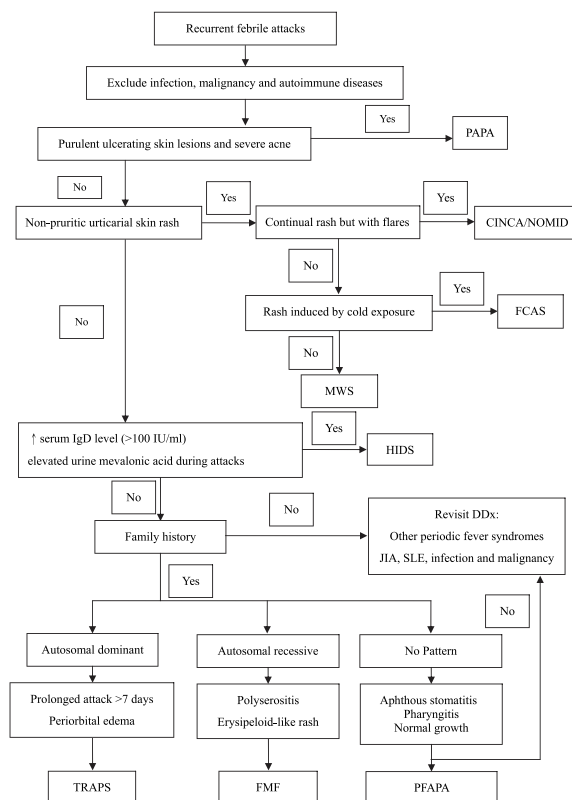 Recurrent febrile attacks
Exclude infection, malignancy and autoimmune diseases
Yes
Purulent ulcerating skin lesions and severe acne
PAPA
No
Yes
Yes
Non-pruritic urticarial skin rash
Continual rash but with flares
CINCA/NOMID
No
Yes
No
Rash induced by cold exposure
FCAS
No
MWS
↑ serum IgD level (>100 IU/ml)
elevated urine mevalonic acid during attacks
Yes
HIDS
No
No
Revisit DDx:
Other periodic fever syndromes
JIA, SLE, infection and malignancy
Family history
Yes
No
Autosomal dominant
Autosomal recessive
No Pattern
Prolonged attack >7 days
Periorbital edema
Polyserositis
Erysipeloid-like rash
Aphthous stomatitis
Pharyngitis
Normal growth
TRAPS
FMF
PFAPA